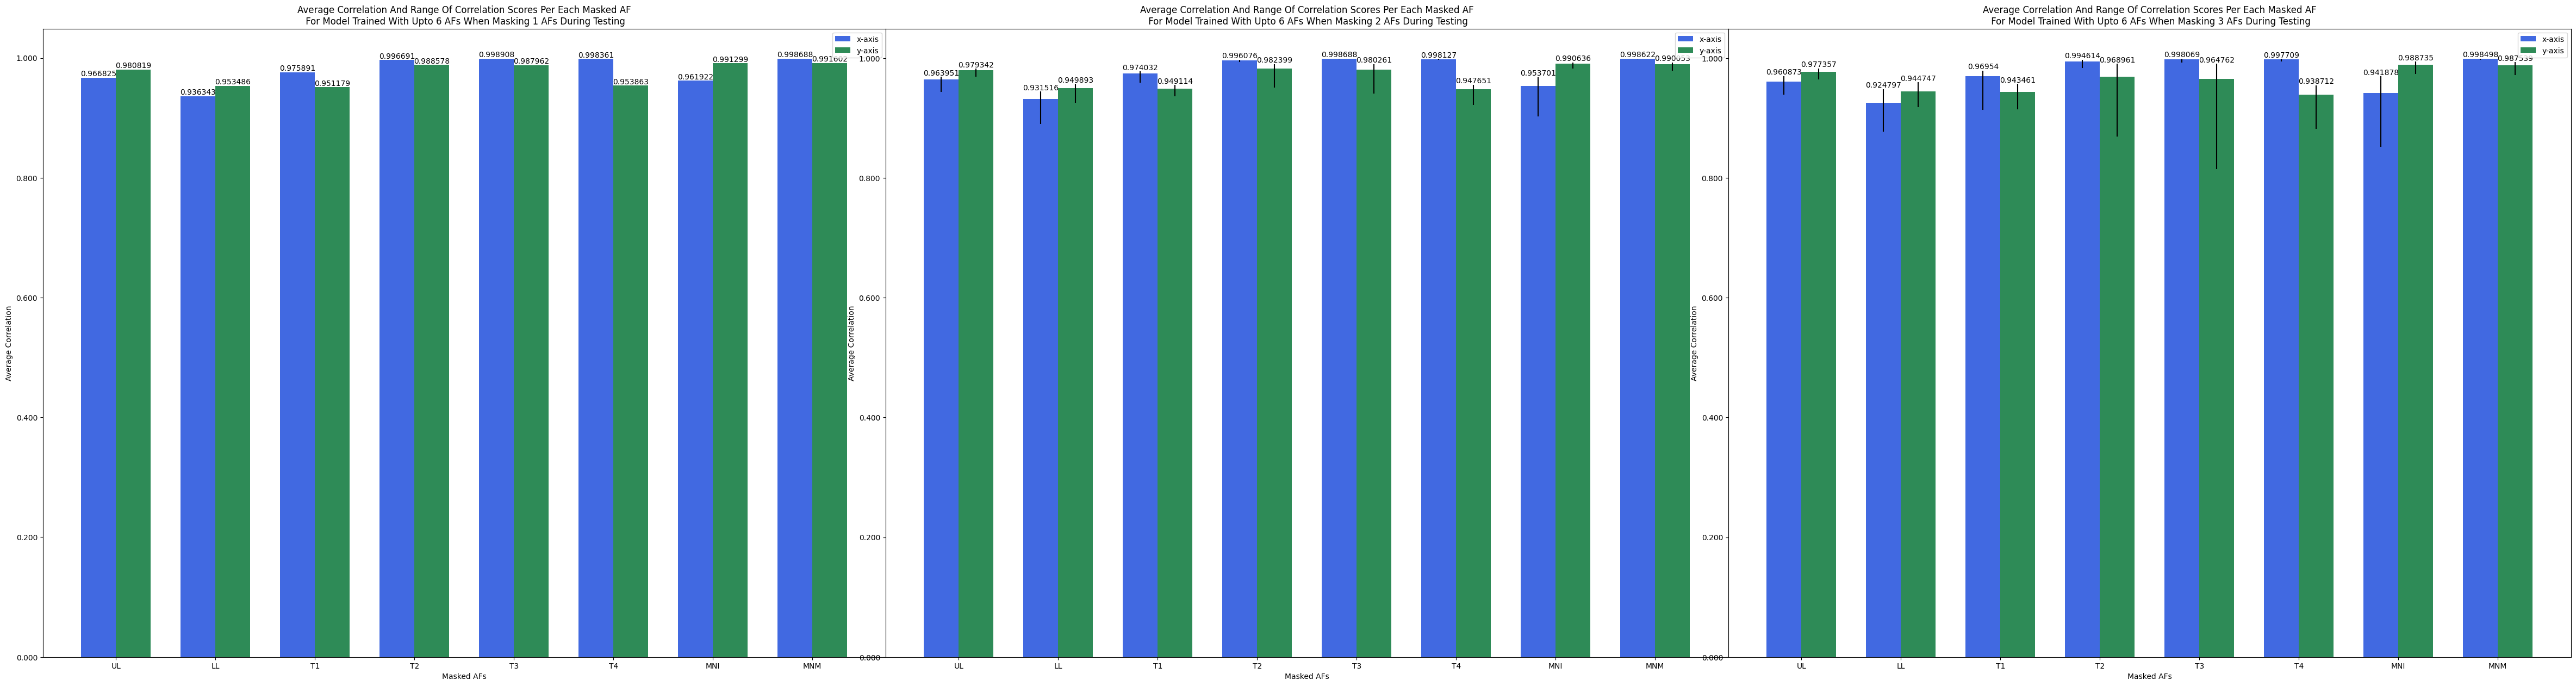 Average Correlation And Range Of Correlation Scores Per Each Masked AF
For Model Trained With Upto 6 AFs When Masking 1 AFs During Testing
x-axis
y-axis
1.000
0.800
0.600
0.400
0.200
0.000
Average Correlation
0.966825 0.980819 0.936343 0.953486 0.975891 0.951179 0.996691 0.988578 0.998908 0.987962 0.998361 0.953863 0.961922 0.991299 0.998688
UL LL T1 T2 T3 T4 MNI MNM
Masked AFs
Average Correlation And Range Of Correlation Scores Per Each Masked AF
For Model Trained With Upto 6 AFs When Masking 2 AFs During Testing
x-axis
y-axis
1.000
0.800
0.600
0.400
0.200
0.000
Average Correlation
0.963951 0.979342 0.931516 0.949893 0.974032 0.949114 0.996076 0.982399 0.998688 0.980261 0.998127 0.947651 0.953701 0.990636 0.998622
UL LL T1 T2 T3 T4 MNI MNM
Masked AFs
Average Correlation And Range Of Correlation Scores Per Each Masked AF
For Model Trained With Upto 6 AFs When Masking 3 AFs During Testing
x-axis
y-axis
1.000
0.800
0.600
0.400
0.200
0.000
Average Correlation
0.960873 0.977357 0.924797 0.944747 0.96954 0.943461 0.994614 0.968961 0.998069 0.964762 0.997709 0.938712 0.941878 0.988735 0.998498
UL LL T1 T2 T3 T4 MNI MNM
Masked AFs